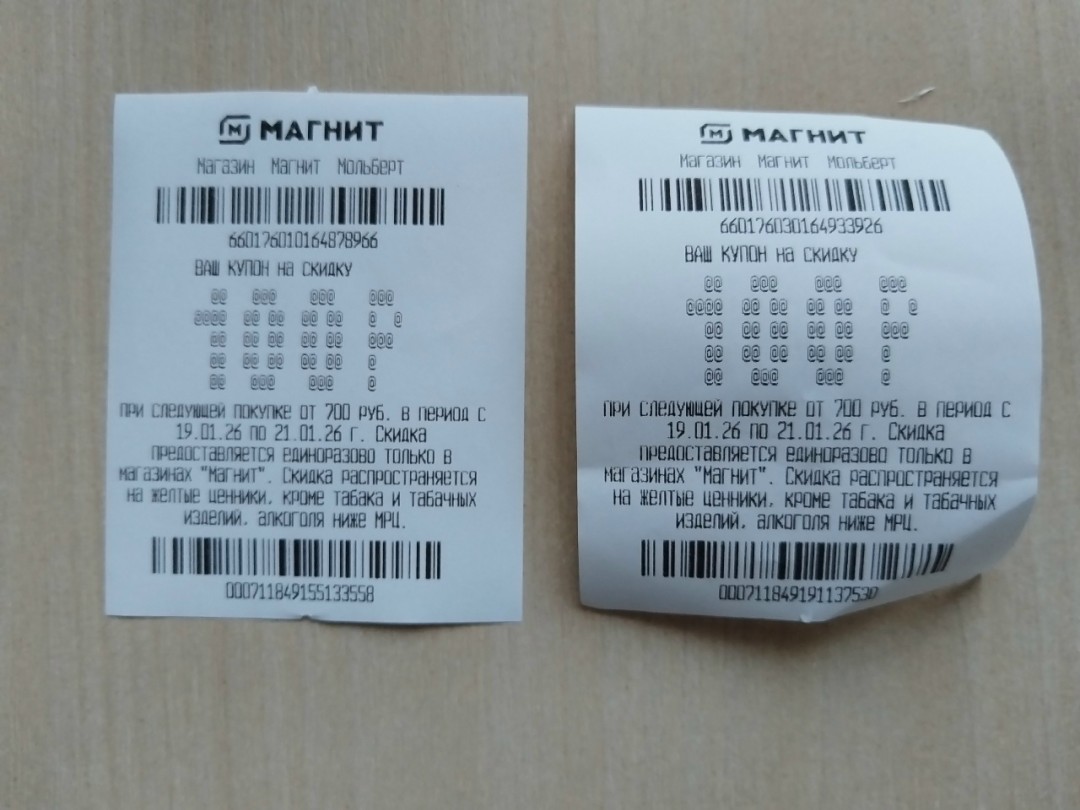 МАГНИТ
Магазин Магнит Мольберт
660176010164878966
ВАШ КУПОН на СКИДКУ
100Р
ПРИ СЛЕДУЮЩЕЙ ПОКУПКЕ ОТ 700 РУБ. В ПЕРИОД С
19.01.26 ПО 21.01.26 Г. СКИДКА
ПРЕДОСТАВЛЯЕТСЯ ЕДИНОРАЗОВО ТОЛЬКО В
МАГАЗИНАХ "МАГНИТ". СКИДКА РАСПРОСТРАНЯЕТСЯ
НА ЖЕЛТЫЕ ЦЕННИКИ, КРОМЕ ТАБАКА И ТАБАЧНЫХ
ИЗДЕЛИЙ, АЛКОГОЛЯ НИЖЕ МРЦ.
000711849155133558
МАГНИТ
Магазин Магнит Мольберт
660176030164933926
ВАШ КУПОН на СКИДКУ
100Р
ПРИ СЛЕДУЮЩЕЙ ПОКУПКЕ ОТ 700 РУБ. В ПЕРИОД С
19.01.26 ПО 21.01.26 Г. СКИДКА
ПРЕДОСТАВЛЯЕТСЯ ЕДИНОРАЗОВО ТОЛЬКО В
МАГАЗИНАХ "МАГНИТ". СКИДКА РАСПРОСТРАНЯЕТСЯ
НА ЖЕЛТЫЕ ЦЕННИКИ, КРОМЕ ТАБАКА И ТАБАЧНЫХ
ИЗДЕЛИЙ, АЛКОГОЛЯ НИЖЕ МРЦ.